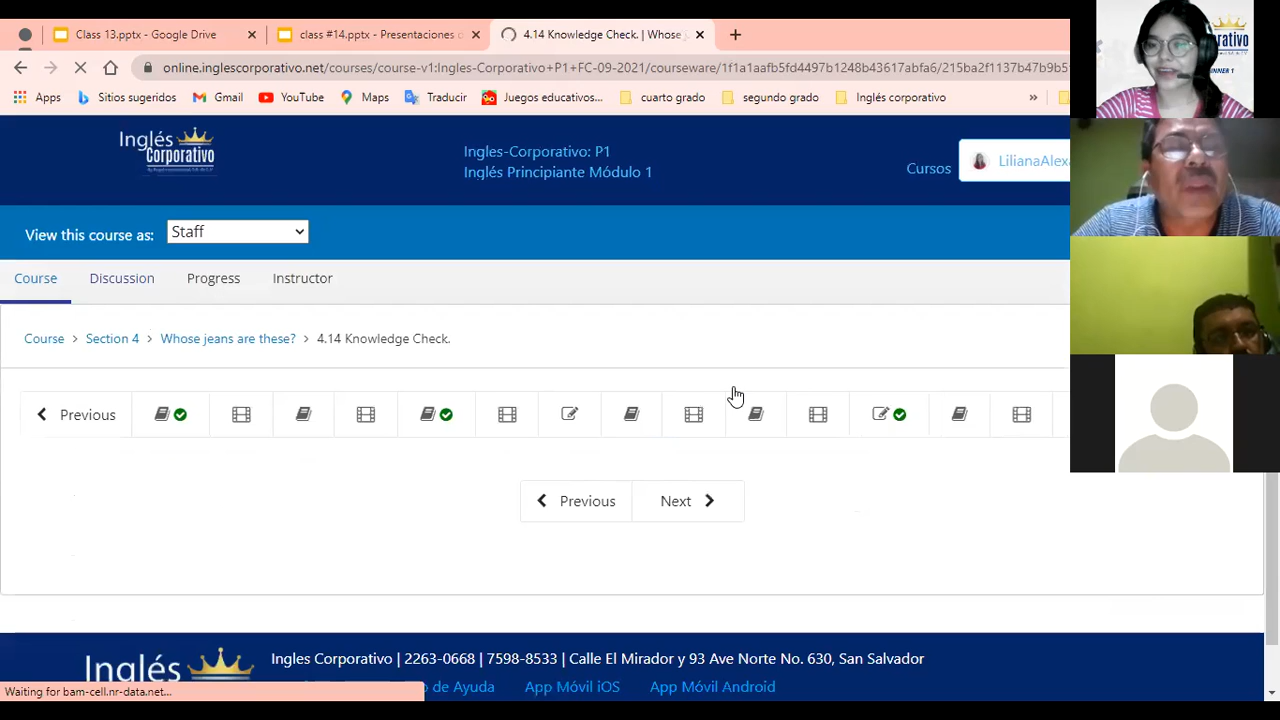 Class 13.pptx - Google Drive
class #14.pptx - Presentaciones
4.14 Knowledge Check. | Whose
online.inglescorporativo.net/courses/course-v1:Ingles-Corporativo+P1+FC-09-2021/courseware/
Apps
Sitios sugeridos
Gmail
YouTube
Maps
Traducir
Juegos educativos...
cuarto grado
segundo grado
Inglés corporativo
»
Inglés
Corporativo
Ingles-Corporativo: P1
Inglés Principiante Módulo 1
Cursos
LilianaAlex
View this course as:
Staff
Course
Discussion
Progress
Instructor
Course > Section 4 > Whose jeans are these? > 4.14 Knowledge Check.
Previous
Previous
Next
Inglés
Ingles Corporativo | 2263-0668 | 7598-8533 | Calle El Mirador y 93 Ave Norte No. 630, San Salvador
o de Ayuda
App Móvil iOS
App Móvil Android
Waiting for bam-cell.nr-data.net...